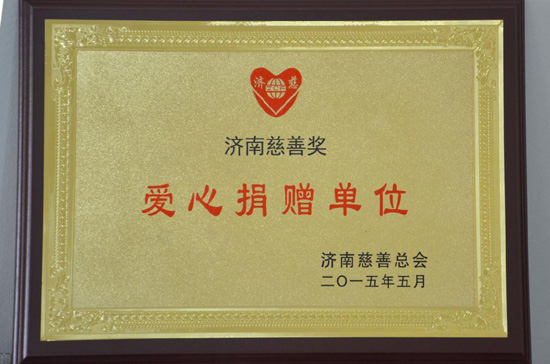 济 慈
济南慈善奖
爱心捐赠单位
济南慈善总会
二〇一五年五月